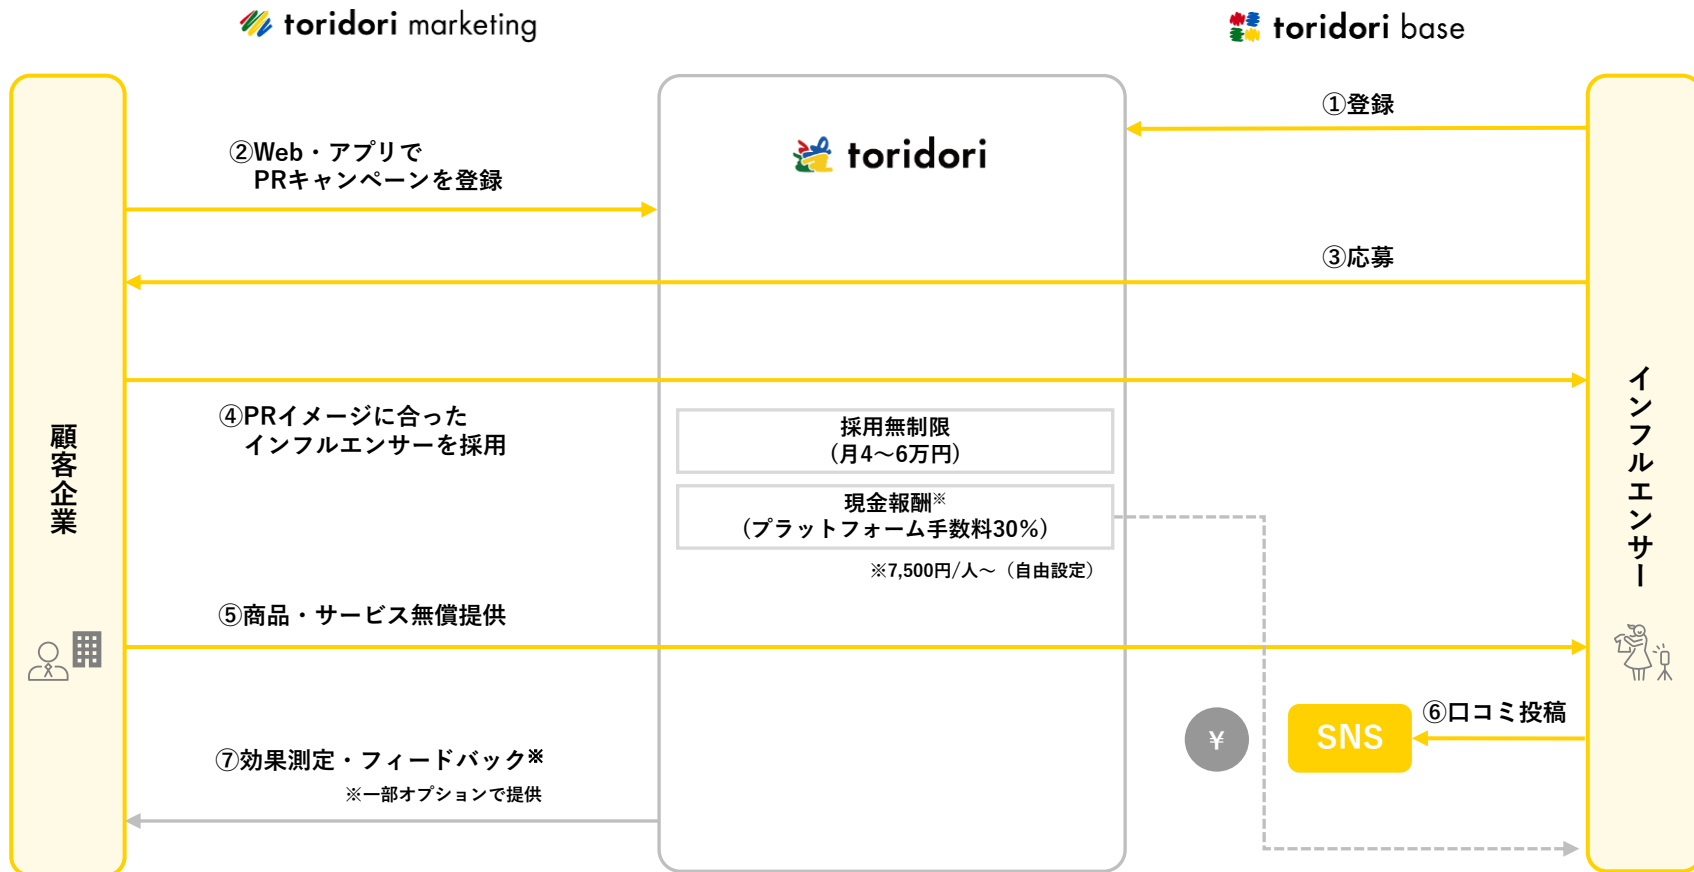 toridori marketing
toridori base
①登録
toridori
②Web・アプリで
PRキャンペーンを登録
③応募
④PRイメージに合った
インフルエンサーを採用
採用無制限
(月4～6万円)
現金報酬※
(プラットフォーム手数料30%)
※7,500円/人～（自由設定）
顧客企業
インフルエンサー
⑤商品・サービス無償提供
⑥口コミ投稿
SNS
¥
⑦効果測定・フィードバック※
※一部オプションで提供